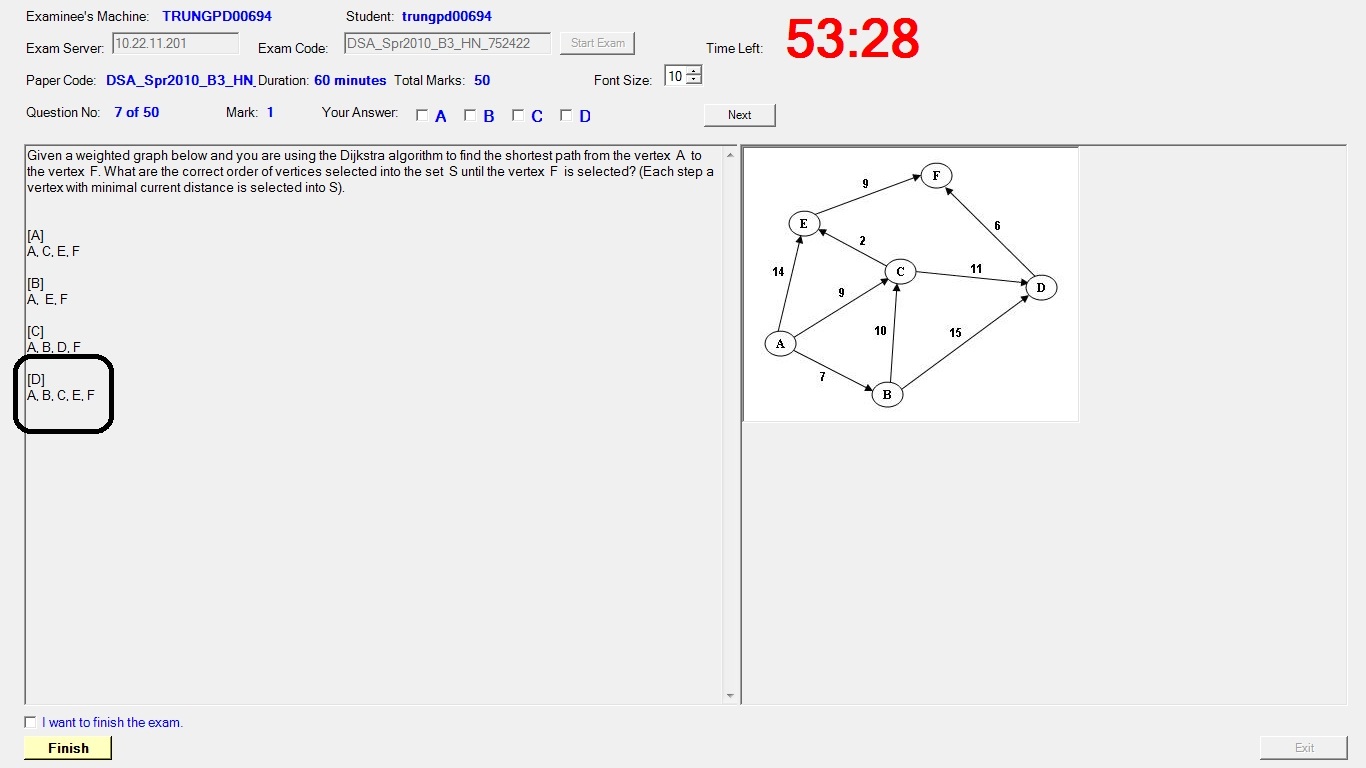 Examinee's Machine: TRUNGPD00694 Student: trungpd00694
Exam Server: 10.22.11.201 Exam Code: DSA_Spr2010_B3_HN_752422 Start Exam Time Left: 53:28
Paper Code: DSA_Spr2010_B3_HN_ Duration: 60 minutes Total Marks: 50 Font Size: 10
Question No: 7 of 50 Mark: 1 Your Answer: A B C D Next
Given a weighted graph below and you are using the Dijkstra algorithm to find the shortest path from the vertex A to
the vertex F. What are the correct order of vertices selected into the set S until the vertex F is selected? (Each step a
vertex with minimal current distance is selected into S).
[A]
A, C, E, F
[B]
A, E, F
[C]
A, B, D, F
[D]
A, B, C, E, F
F
9
E
6
2
14
C
11
D
9
10
15
A
7
B
I want to finish the exam.
Finish Exit